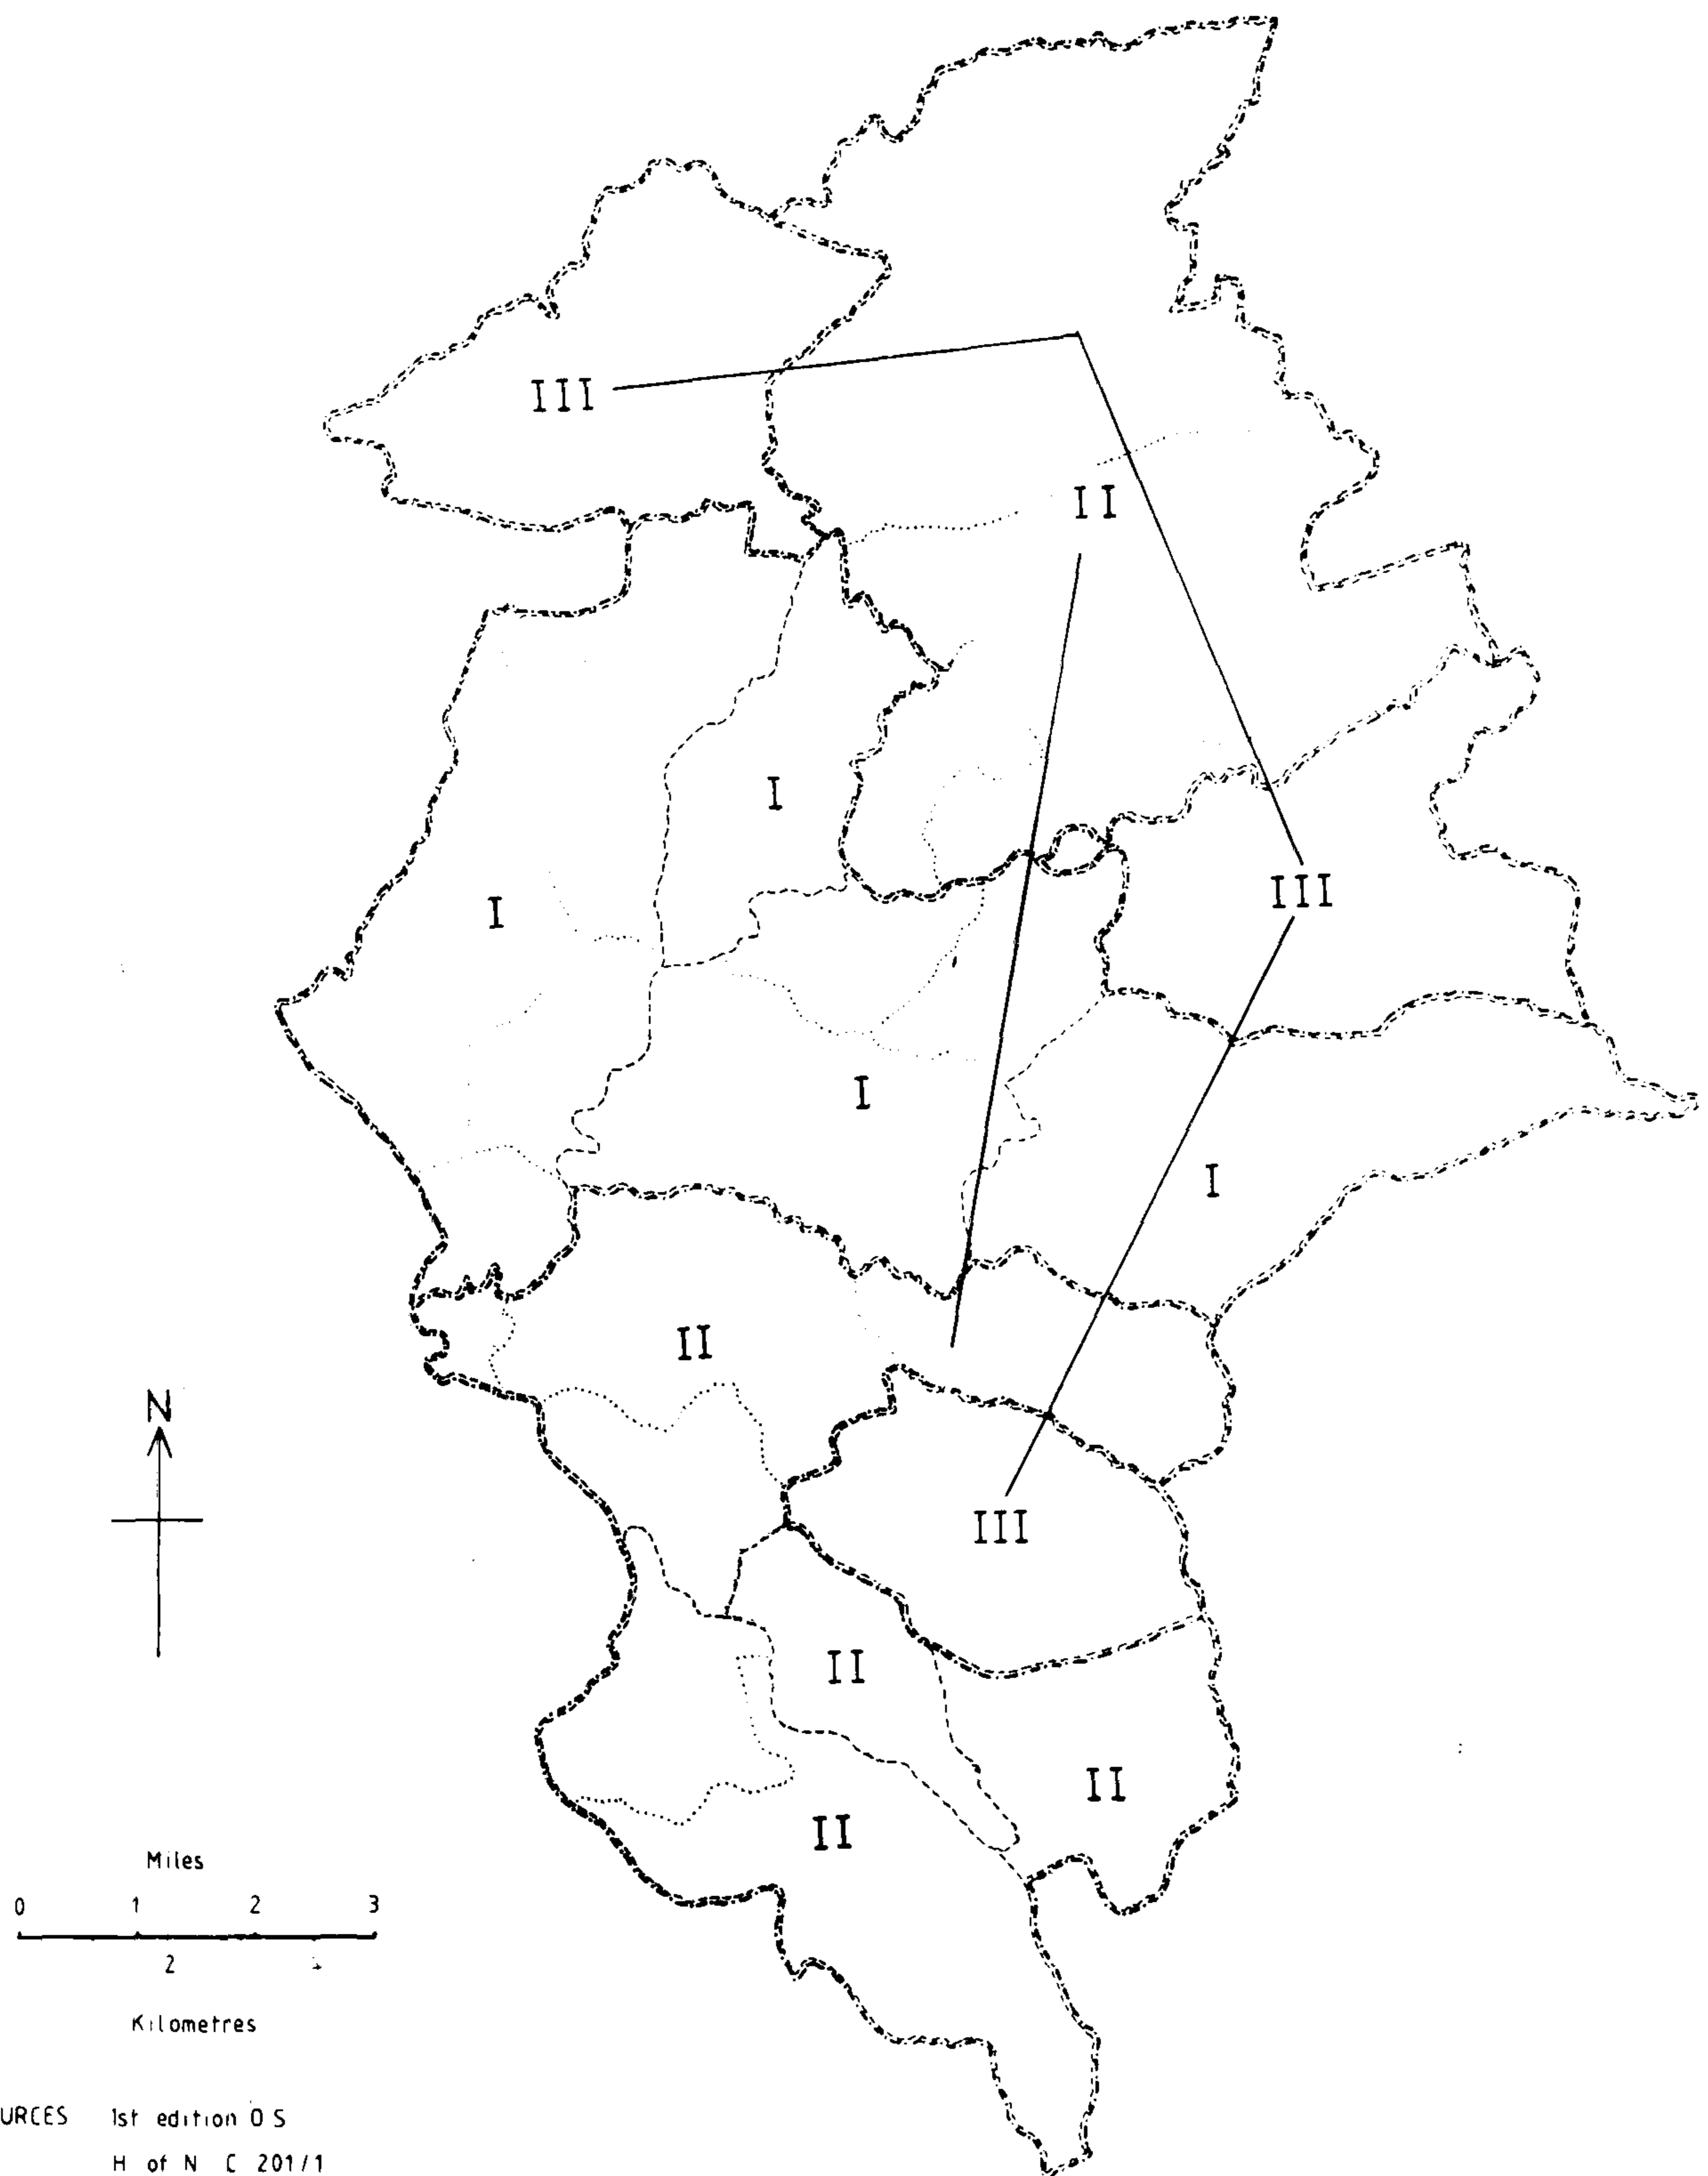 III
II
I
I
III
I
I
II
III
II
II
II
N
Miles
0 1 2 3
2
Kilometres
URCES 1st edition O S
H of N C 201/1